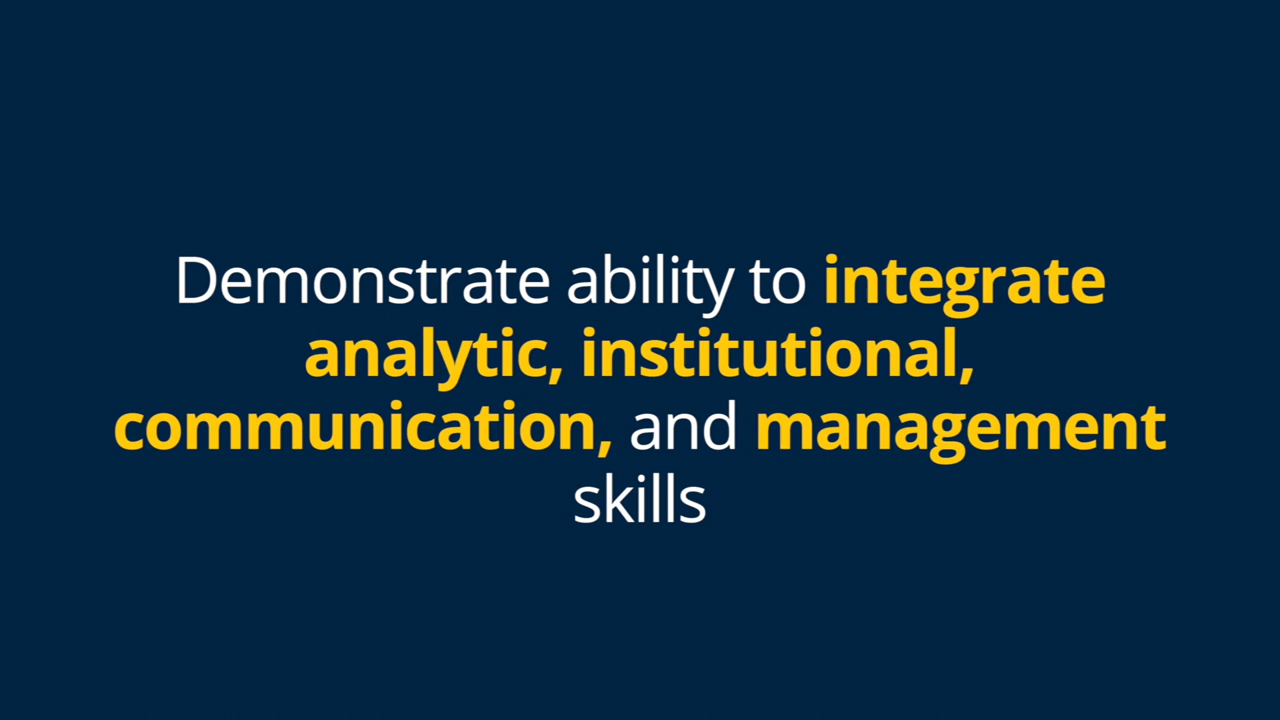 Demonstrate ability to integrate
analytic, institutional,
communication, and management
skills